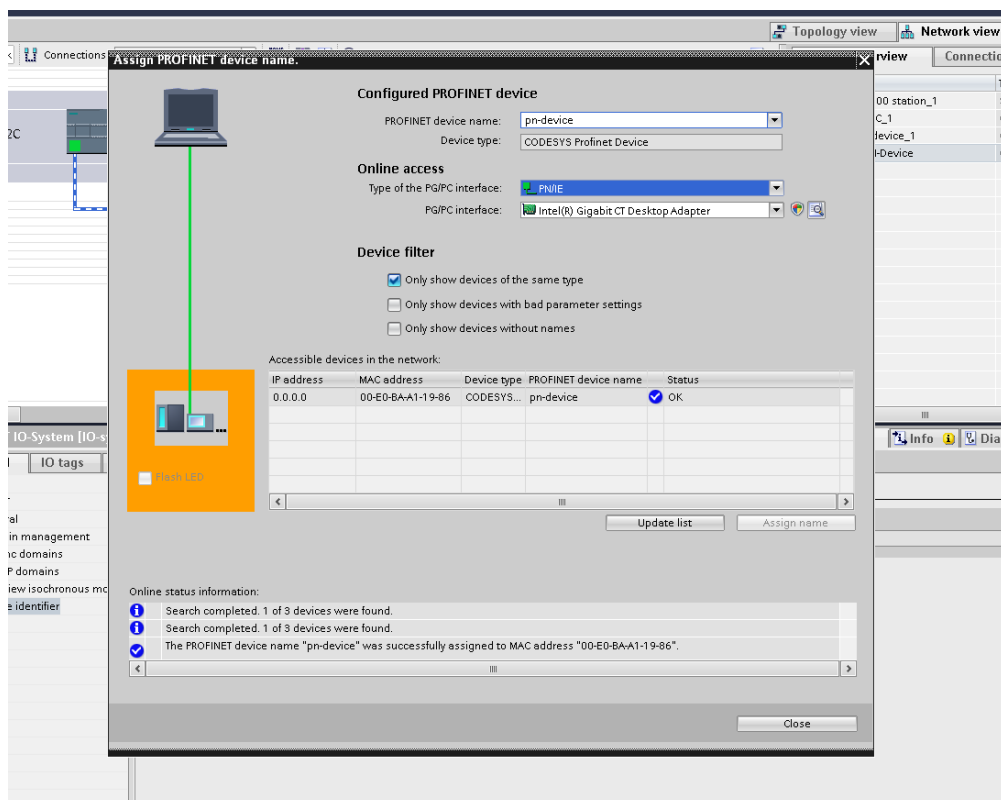 Topology view Network view
Connections rview Connectio
Assign PROFINET device name.
Configured PROFINET device
PROFINET device name: pn-device
Device type: CODESYS Profinet Device
Online access
Type of the PG/PC interface: PN/IE
PG/PC interface: Intel(R) Gigabit CT Desktop Adapter
Device filter
Only show devices of the same type
Only show devices with bad parameter settings
Only show devices without names
Accessible devices in the network:
IP address MAC address Device type PROFINET device name Status
0.0.0.0 00-E0-BA-A1-19-86 CODESYS... pn-device OK
Flash LED
Update list Assign name
Online status information:
Search completed. 1 of 3 devices were found.
Search completed. 1 of 3 devices were found.
The PROFINET device name "pn-device" was successfully assigned to MAC address "00-E0-BA-A1-19-86".
Close
2C
00 station_1
C_1
device_1
I-Device
IO-System [IO-s
Info Dia
IO tags
ral
in management
nc domains
P domains
iew isochronous mo
e identifier